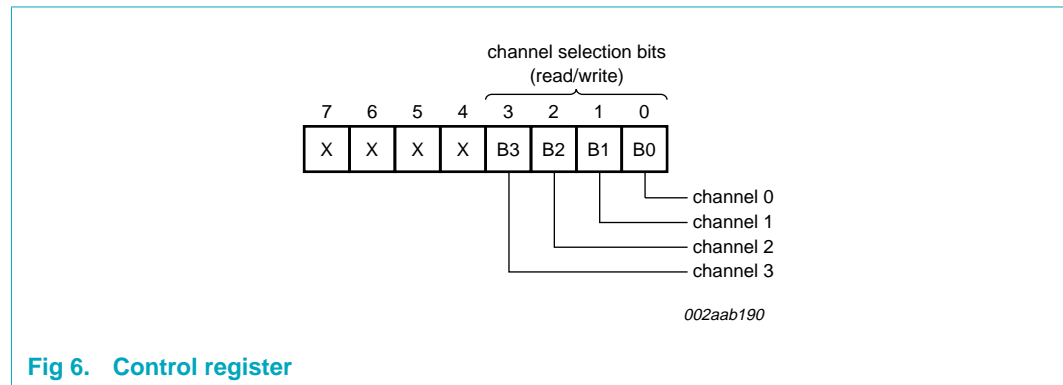 channel selection bits
(read/write)
7 6 5 4 3 2 1 0
X X X X B3 B2 B1 B0
channel 0
channel 1
channel 2
channel 3
002aab190
Fig 6. Control register